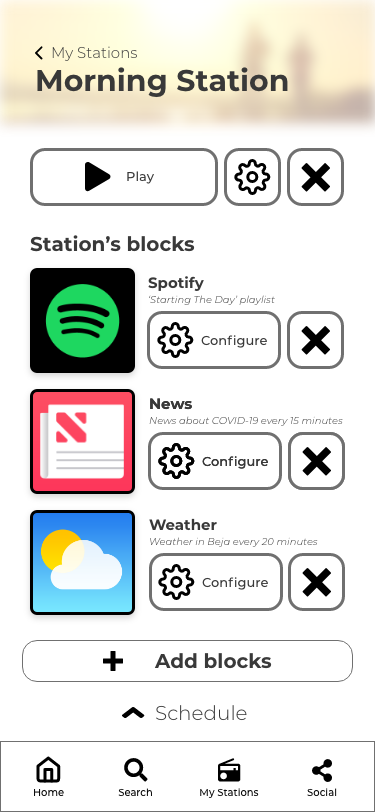 My Stations
Morning Station
Play
Station’s blocks
Spotify
‘Starting The Day’ playlist
Configure
News
News about COVID-19 every 15 minutes
Configure
Weather
Weather in Beja every 20 minutes
Configure
Add blocks
Schedule
Home Search My Stations Social